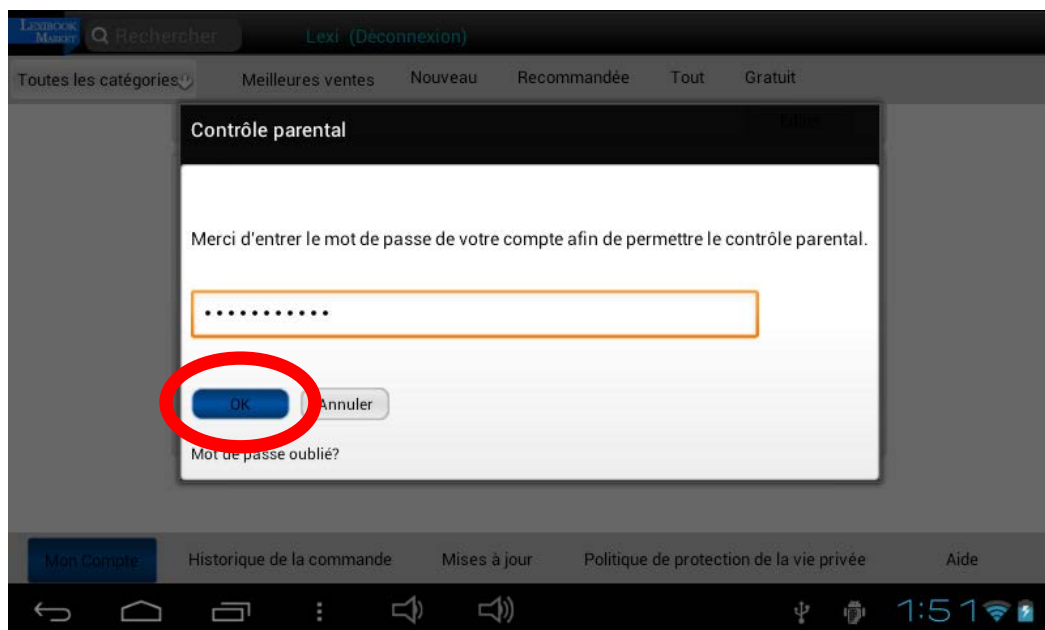 LEXIBOOK
MARKET
Rechercher
Lexi (Dèconnexion)
Toutes les catégories
Meilleures ventes
Nouveau
Recommandée
Tout
Gratuit
Contrôle parental
Merci d'entrer le mot de passe de votre compte afin de permettre le contrôle parental.
•••••••••••
OK
Annuler
Mot de passe oublié?
Mon Compte
Historique de la commande
Mises à jour
Politique de protection de la vie privée
Aide
1:51